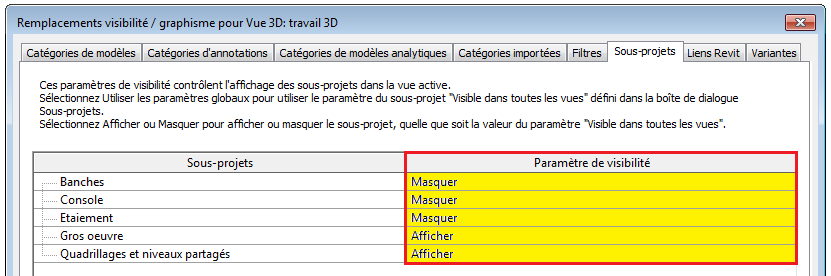 Remplacements visibilité / graphisme pour Vue 3D: travail 3D
Catégories de modèles Catégories d'annotations Catégories de modèles analytiques Catégories importées Filtres Sous-projets Liens Revit Variantes
Ces paramètres de visibilité contrôlent l'affichage des sous-projets dans la vue active.
Sélectionnez Utiliser les paramètres globaux pour utiliser le paramètre du sous-projet "Visible dans toutes les vues" défini dans la boîte de dialogue
Sous-projets.
Sélectionnez Afficher ou Masquer pour afficher ou masquer le sous-projet, quelle que soit la valeur du paramètre "Visible dans toutes les vues".
Sous-projets Paramètre de visibilité
Banches Masquer
Console Masquer
Etaiement Masquer
Gros oeuvre Afficher
Quadrillages et niveaux partagés Afficher